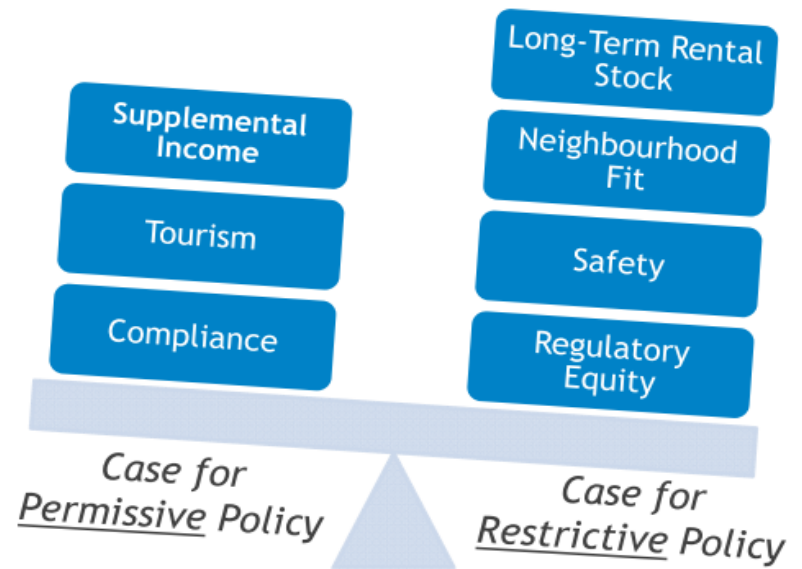 Supplemental
Income
Tourism
Compliance
Case for
Permissive Policy
Long-Term Rental
Stock
Neighbourhood
Fit
Safety
Regulatory
Equity
Case for
Restrictive Policy